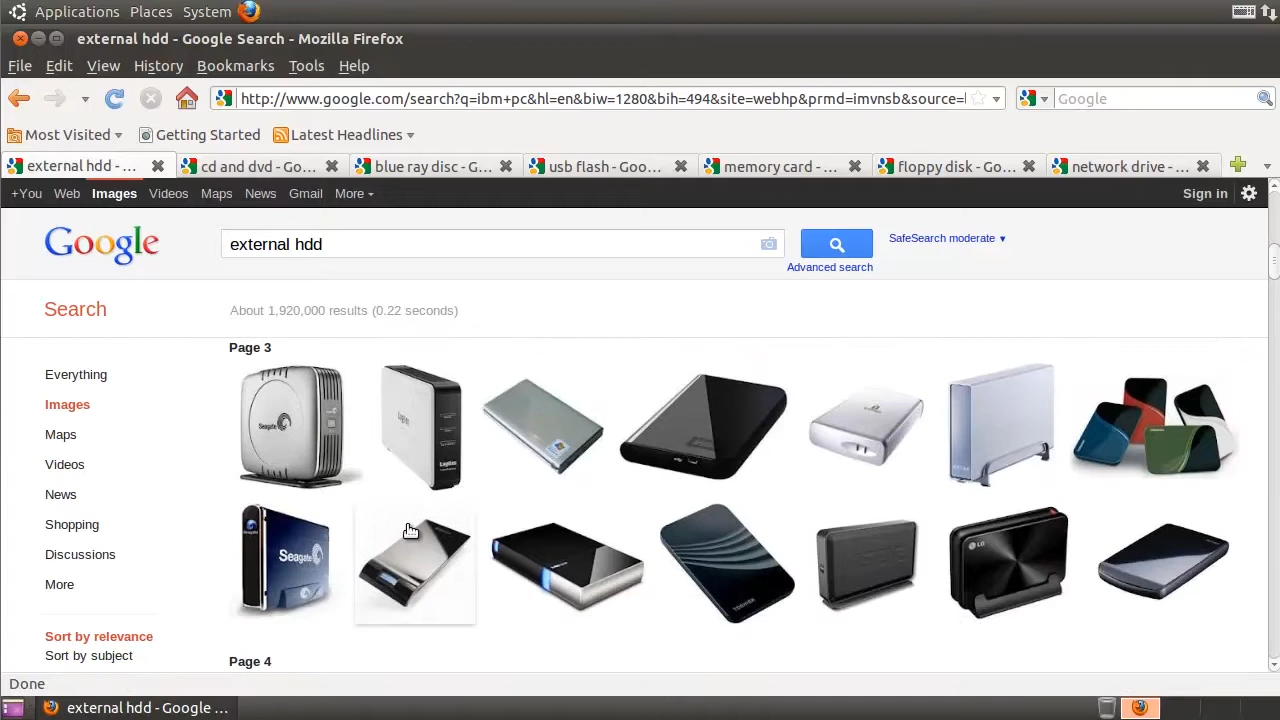 Applications Places System
external hdd - Google Search - Mozilla Firefox
File Edit View History Bookmarks Tools Help
http://www.google.com/search?q=ibm+pc&hl=en&biw=1280&bih=494&site=webhp&prmd=imvnsb&source=l
Google
Most Visited Getting Started Latest Headlines
external hdd - ... cd and dvd - Go... blue ray disc - G... usb flash - Goo... memory card - ... floppy disk - Go... network drive - ...
+You Web Images Videos Maps News Gmail More Sign in
Google external hdd SafeSearch moderate ▼
Advanced search
Search About 1,920,000 results (0.22 seconds)
Page 3
Everything
Images
Maps
Videos
News
Shopping
Discussions
More
Seagate
Seagate
LG
TOSHIBA
Page 4
Sort by relevance
Sort by subject
Done
external hdd - Google ...